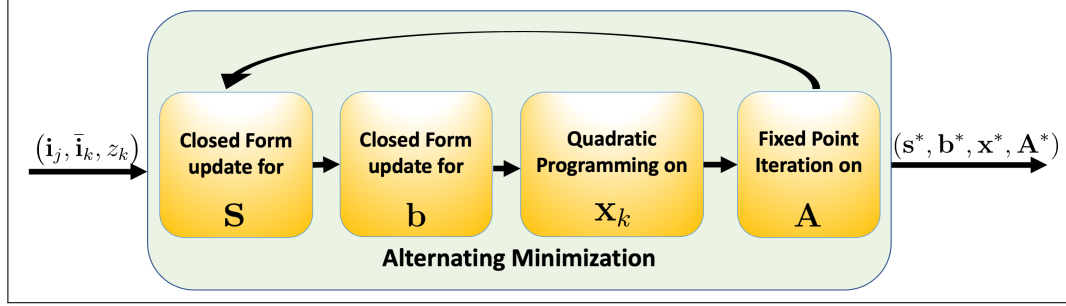 (i_j, ī_k, z_k)
Closed Form
update for
s
Closed Form
update for
b
Quadratic
Programming on
x_k
Fixed Point
Iteration on
A
(s*, b*, x*, A*)
Alternating Minimization